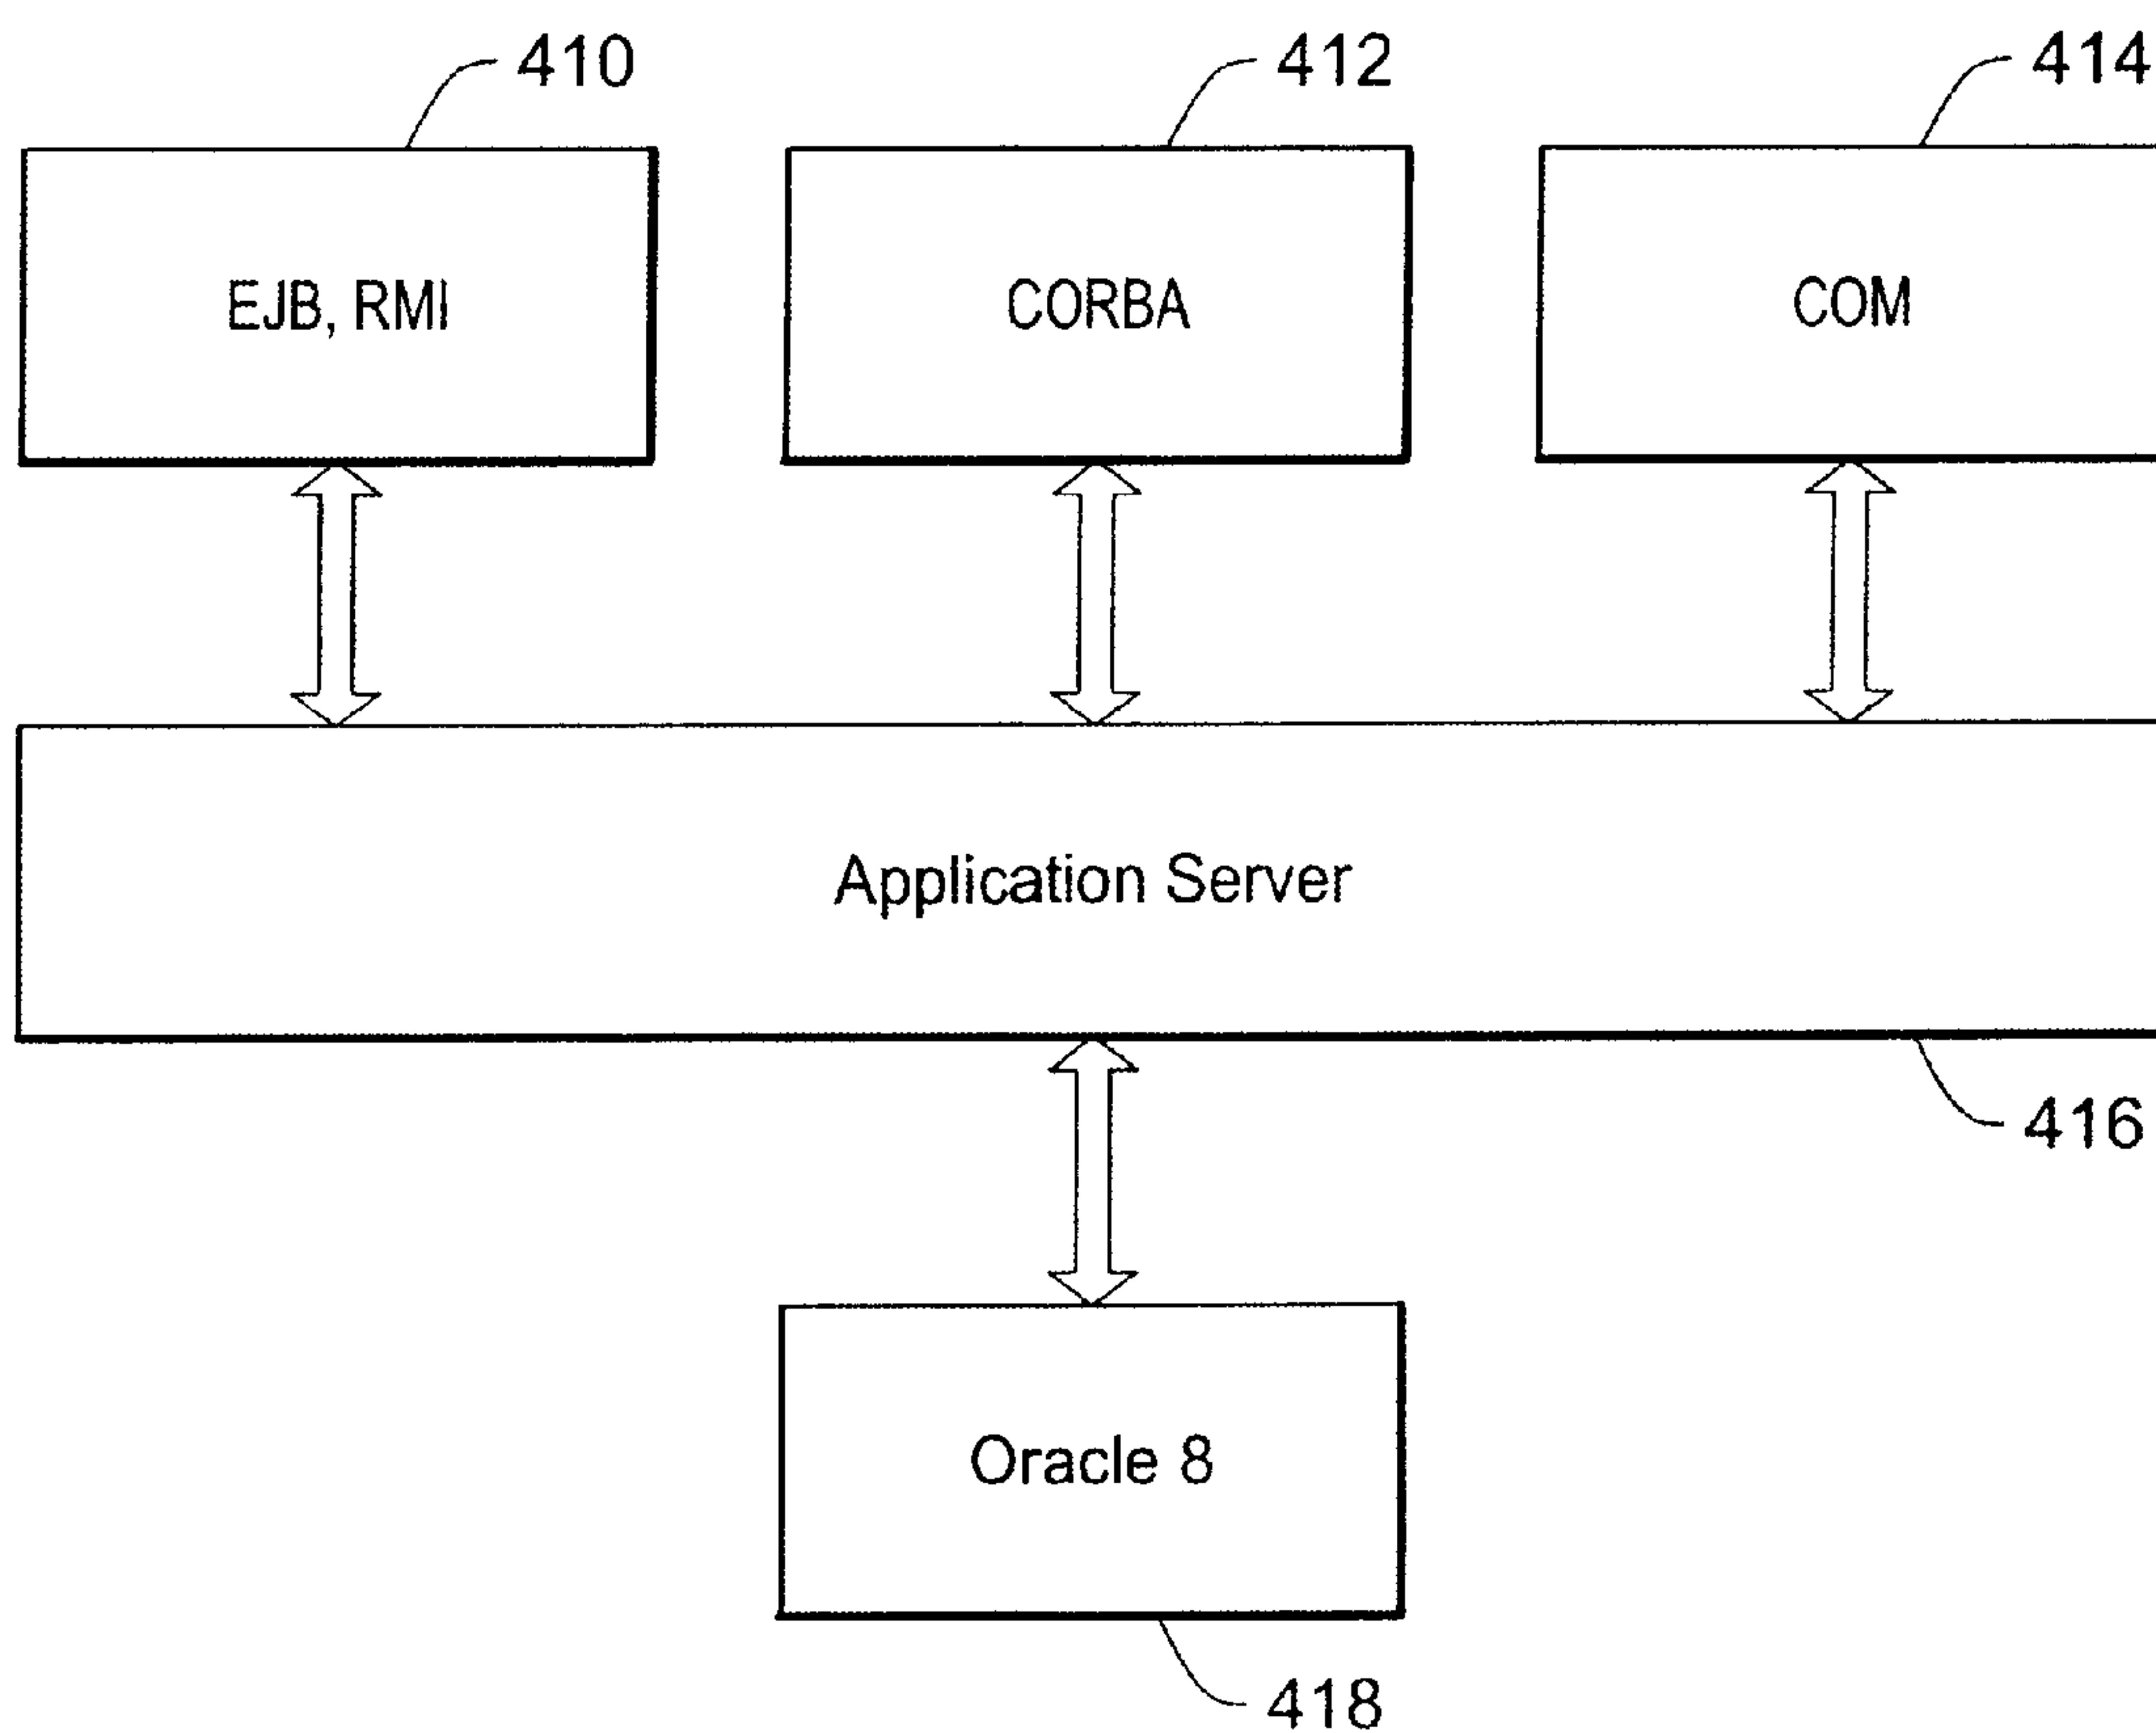 410 412 414
EJB, RMI CORBA COM
Application Server
416
Oracle 8
418